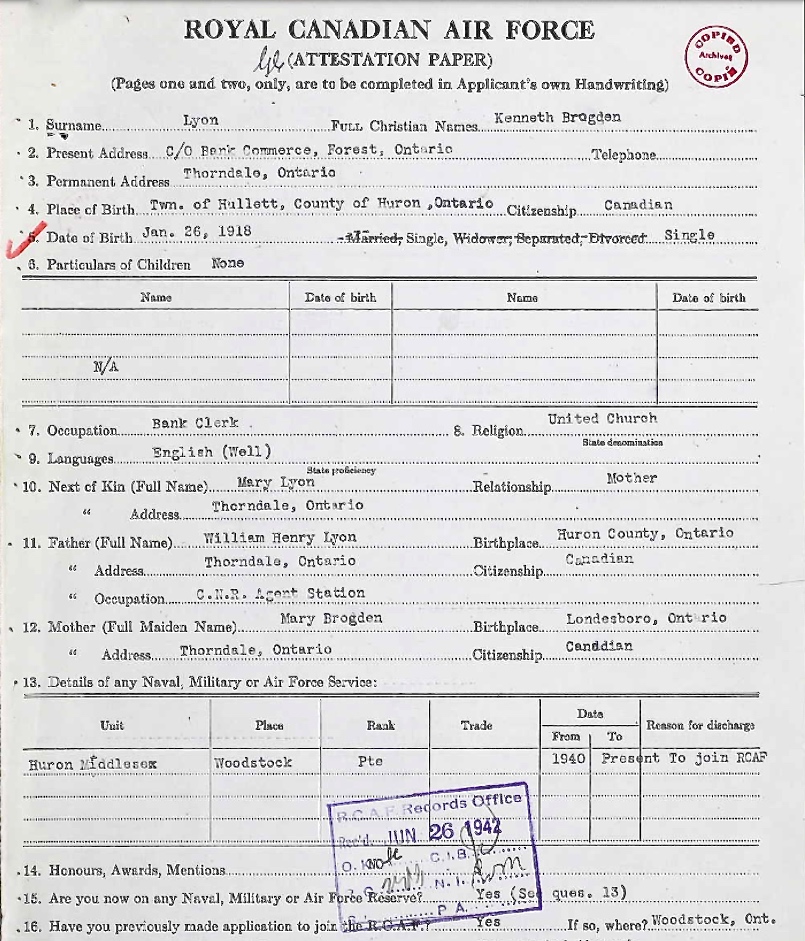 ROYAL CANADIAN AIR FORCE
(ATTESTATION PAPER)
(Pages one and two, only, are to be completed in Applicant's own Handwriting)
COPIED
Archives
COPIÉ
1. Surname Lyon Full Christian Names Kenneth Brogden
2. Present Address C/O Bank Commerce, Forest, Ontario Telephone
3. Permanent Address Thorndale, Ontario
4. Place of Birth Twn. of Hullett, County of Huron ,Ontario Citizenship Canadian
5. Date of Birth Jan. 26, 1918 Married, Single, Widower, Separated, Divorced Single
6. Particulars of Children None
Name Date of birth Name Date of birth
N/A
7. Occupation Bank Clerk 8. Religion United Church
State denomination
9. Languages English (Well)
State proficiency
10. Next of Kin (Full Name) Mary Lyon Relationship Mother
" Address Thorndale, Ontario
11. Father (Full Name) William Henry Lyon Birthplace Huron County, Ontario
" Address Thorndale, Ontario Citizenship Canadian
" Occupation C.N.R. Agent Station
12. Mother (Full Maiden Name) Mary Brogden Birthplace Londesboro, Ontario
" Address Thorndale, Ontario Citizenship Canddian
13. Details of any Naval, Military or Air Force Service:
Unit Place Rank Trade Date Reason for discharge
From To
Huron Middlesex Woodstock Pte 1940 Present To join RCAF
R.C.A.F. Records Office
Rec'd. JUN 26 1942
C.I.B.
N.I.
P.A.
14. Honours, Awards, Mentions
15. Are you now on any Naval, Military or Air Force Reserve? Yes (See ques. 13)
16. Have you previously made application to join the R.C.A.F.? Yes If so, where? Woodstock, Ont.